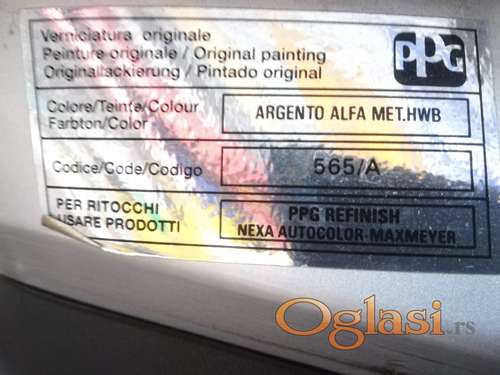 Verniciatura originale
Peinture originale / Original painting
Originallackierung / Pintado original
PPG
Colore/Teinte/Colour
Farbton/Color
ARGENTO ALFA MET.HWB
Codice/Code/Codigo
565/A
PER RITOCCHI
USARE PRODOTTI
PPG REFINISH
NEXA AUTOCOLOR-MAXMEYER
Oglasi.rs